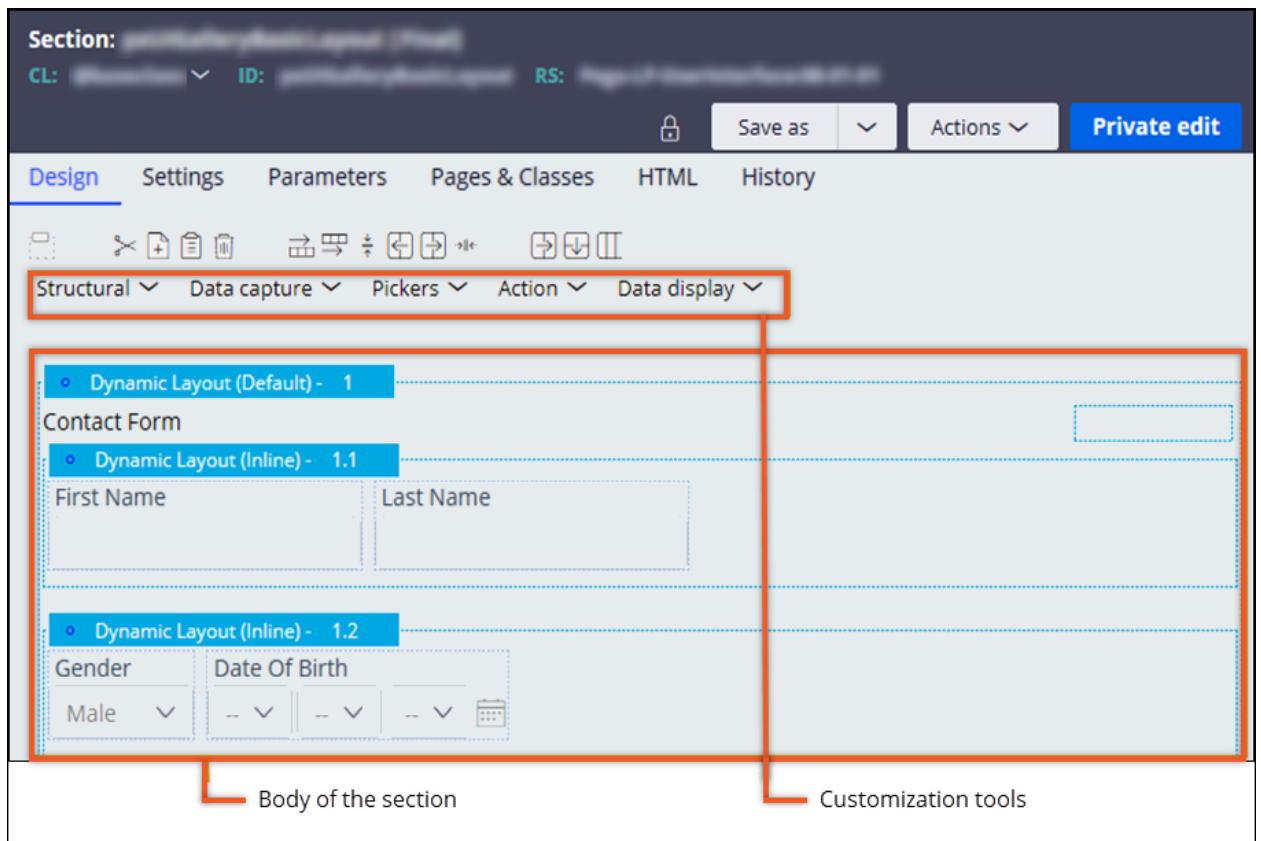 Section:
CL: ID: RS:
Save as Actions Private edit
Design Settings Parameters Pages & Classes HTML History
Structural Data capture Pickers Action Data display
Dynamic Layout (Default) - 1
Contact Form
Dynamic Layout (Inline) - 1.1
First Name Last Name
Dynamic Layout (Inline) - 1.2
Gender Date Of Birth
Male -- -- --
Body of the section Customization tools